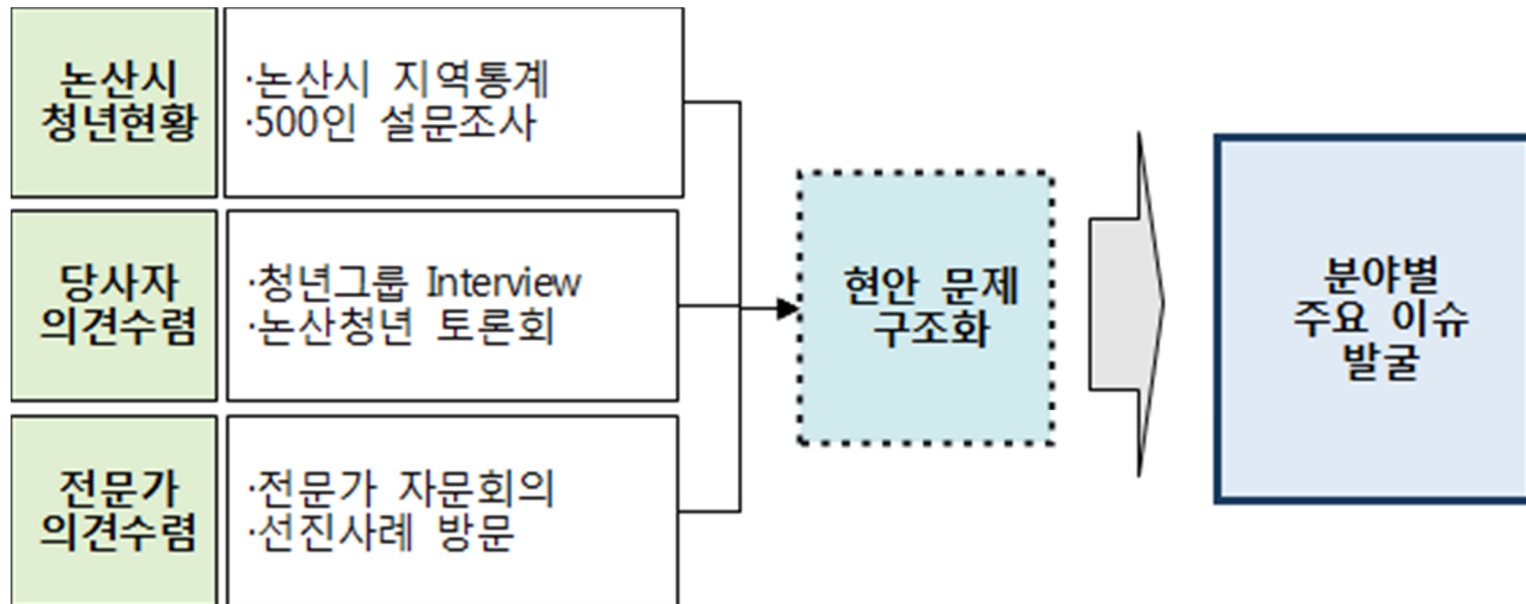 논산시
청년현황
·논산시 지역통계
·500인 설문조사
당사자
의견수렴
·청년그룹 Interview
·논산청년 토론회
전문가
의견수렴
·전문가 자문회의
·선진사례 방문
현안 문제
구조화
분야별
주요 이슈
발굴